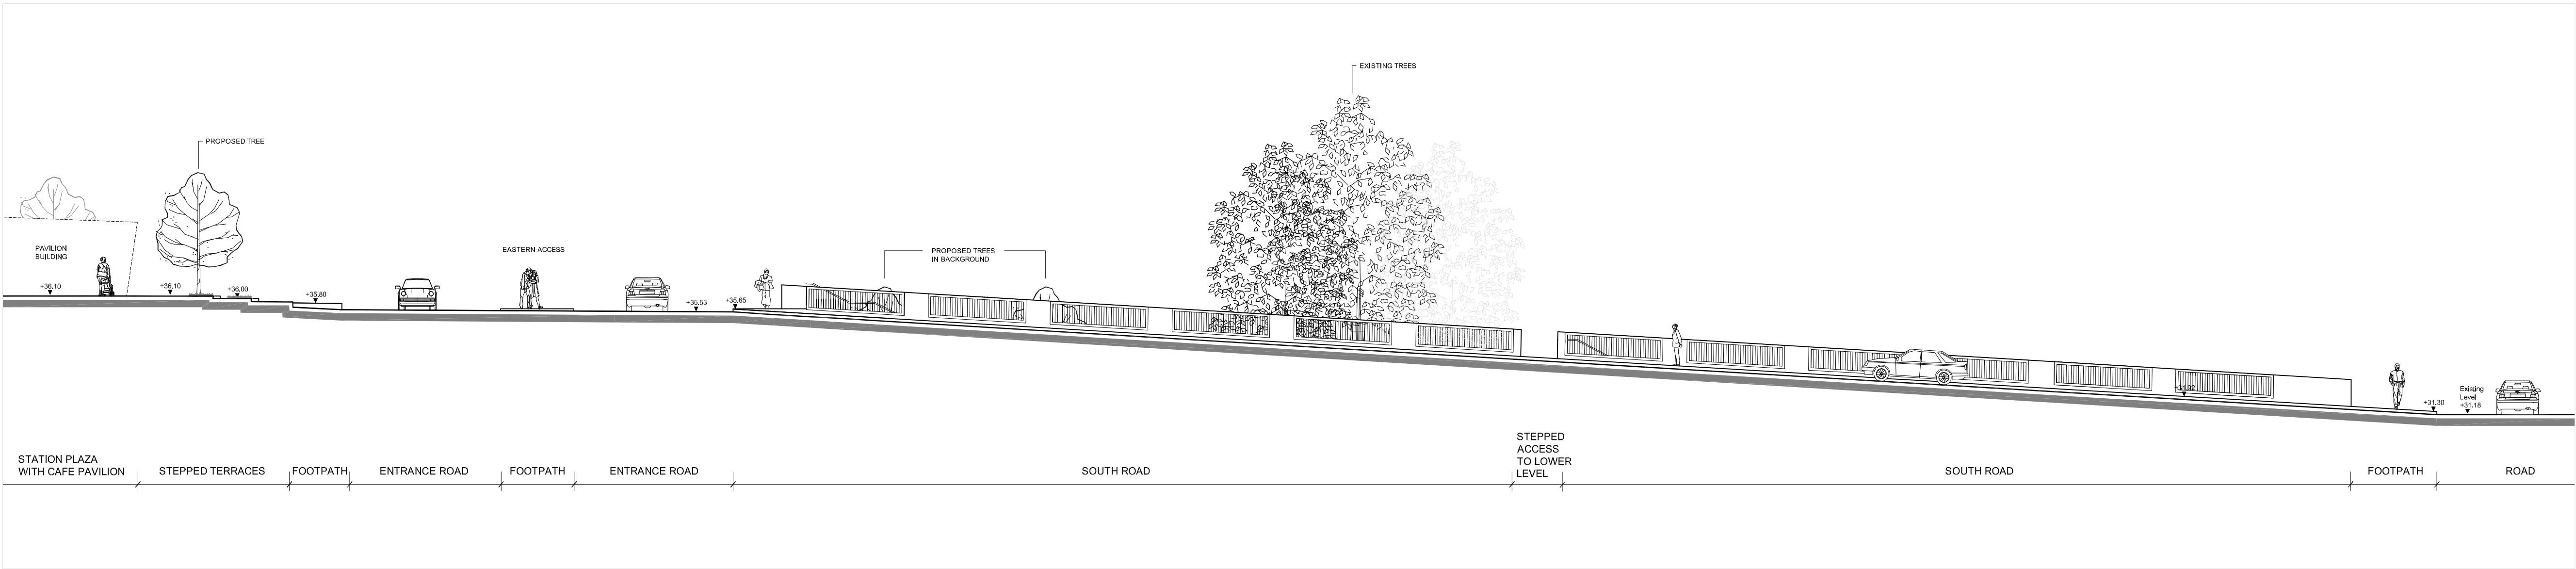 EXISTING TREES
PROPOSED TREE
PAVILION
BUILDING
EASTERN ACCESS
PROPOSED TREES
IN BACKGROUND
+36,10
+36,10
+36,00
+35,80
+35,53
+35,65
+31,92
+31,30
Existing
Level
+31,18
STATION PLAZA
WITH CAFE PAVILION
STEPPED TERRACES
FOOTPATH
ENTRANCE ROAD
FOOTPATH
ENTRANCE ROAD
SOUTH ROAD
STEPPED
ACCESS
TO LOWER
LEVEL
SOUTH ROAD
FOOTPATH
ROAD